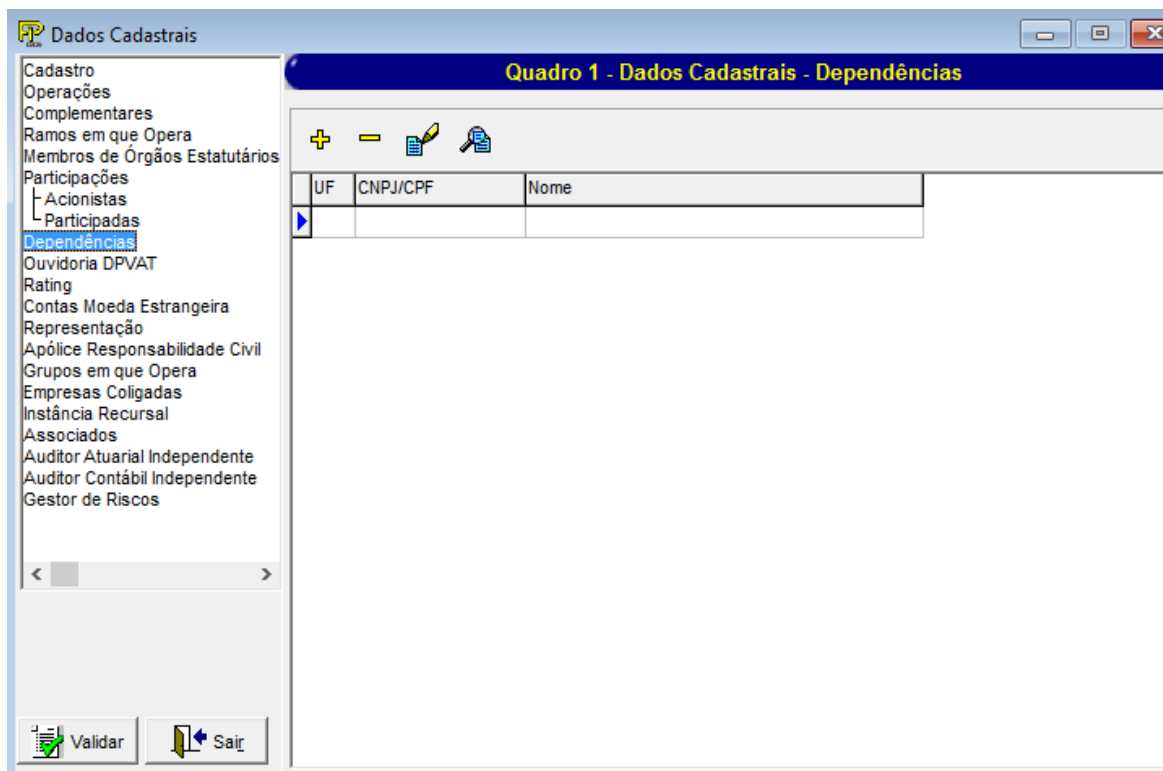 Dados Cadastrais
Cadastro
Operações
Complementares
Ramos em que Opera
Membros de Órgãos Estatutários
Participações
Acionistas
Participadas
Dependências
Ouvidoria DPVAT
Rating
Contas Moeda Estrangeira
Representação
Apólice Responsabilidade Civil
Grupos em que Opera
Empresas Coligadas
Instância Recursal
Associados
Auditor Atuarial Independente
Auditor Contábil Independente
Gestor de Riscos
Validar
Sair
Quadro 1 - Dados Cadastrais - Dependências
UF CNPJ/CPF Nome